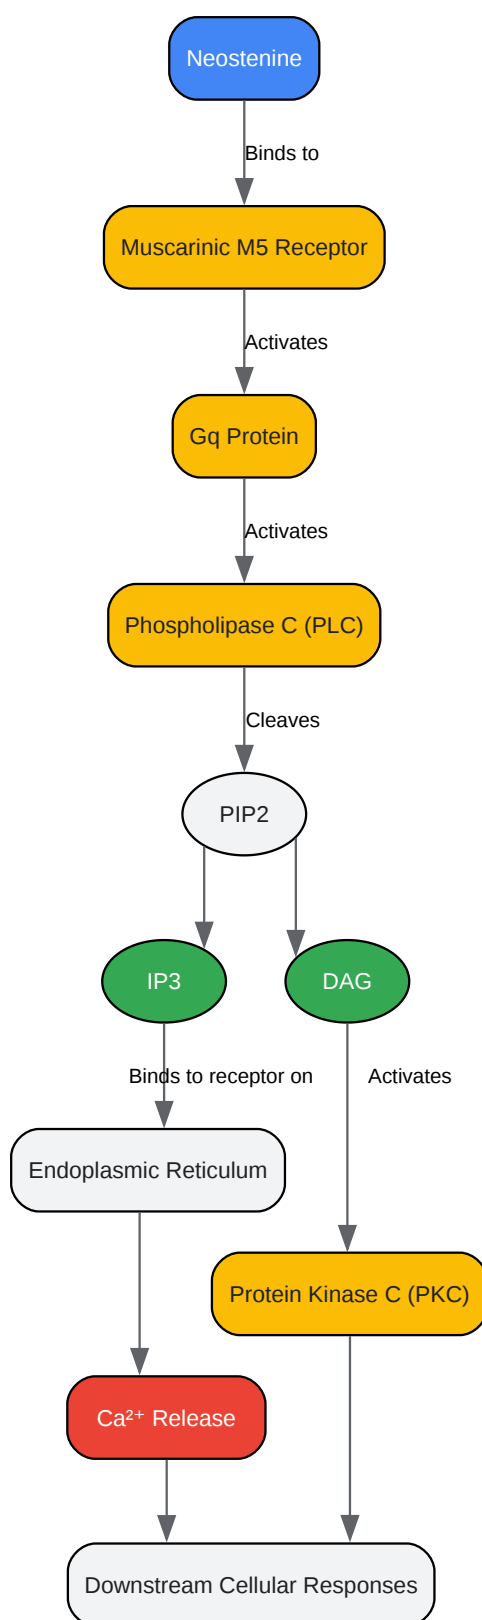 Neostenine
Binds to
Muscarinic M5 Receptor
Activates
Gq Protein
Activates
Phospholipase C (PLC)
Cleaves
PIP2
IP3
DAG
Binds to receptor on
Activates
Endoplasmic Reticulum
Protein Kinase C (PKC)
Ca²⁺ Release
Downstream Cellular Responses